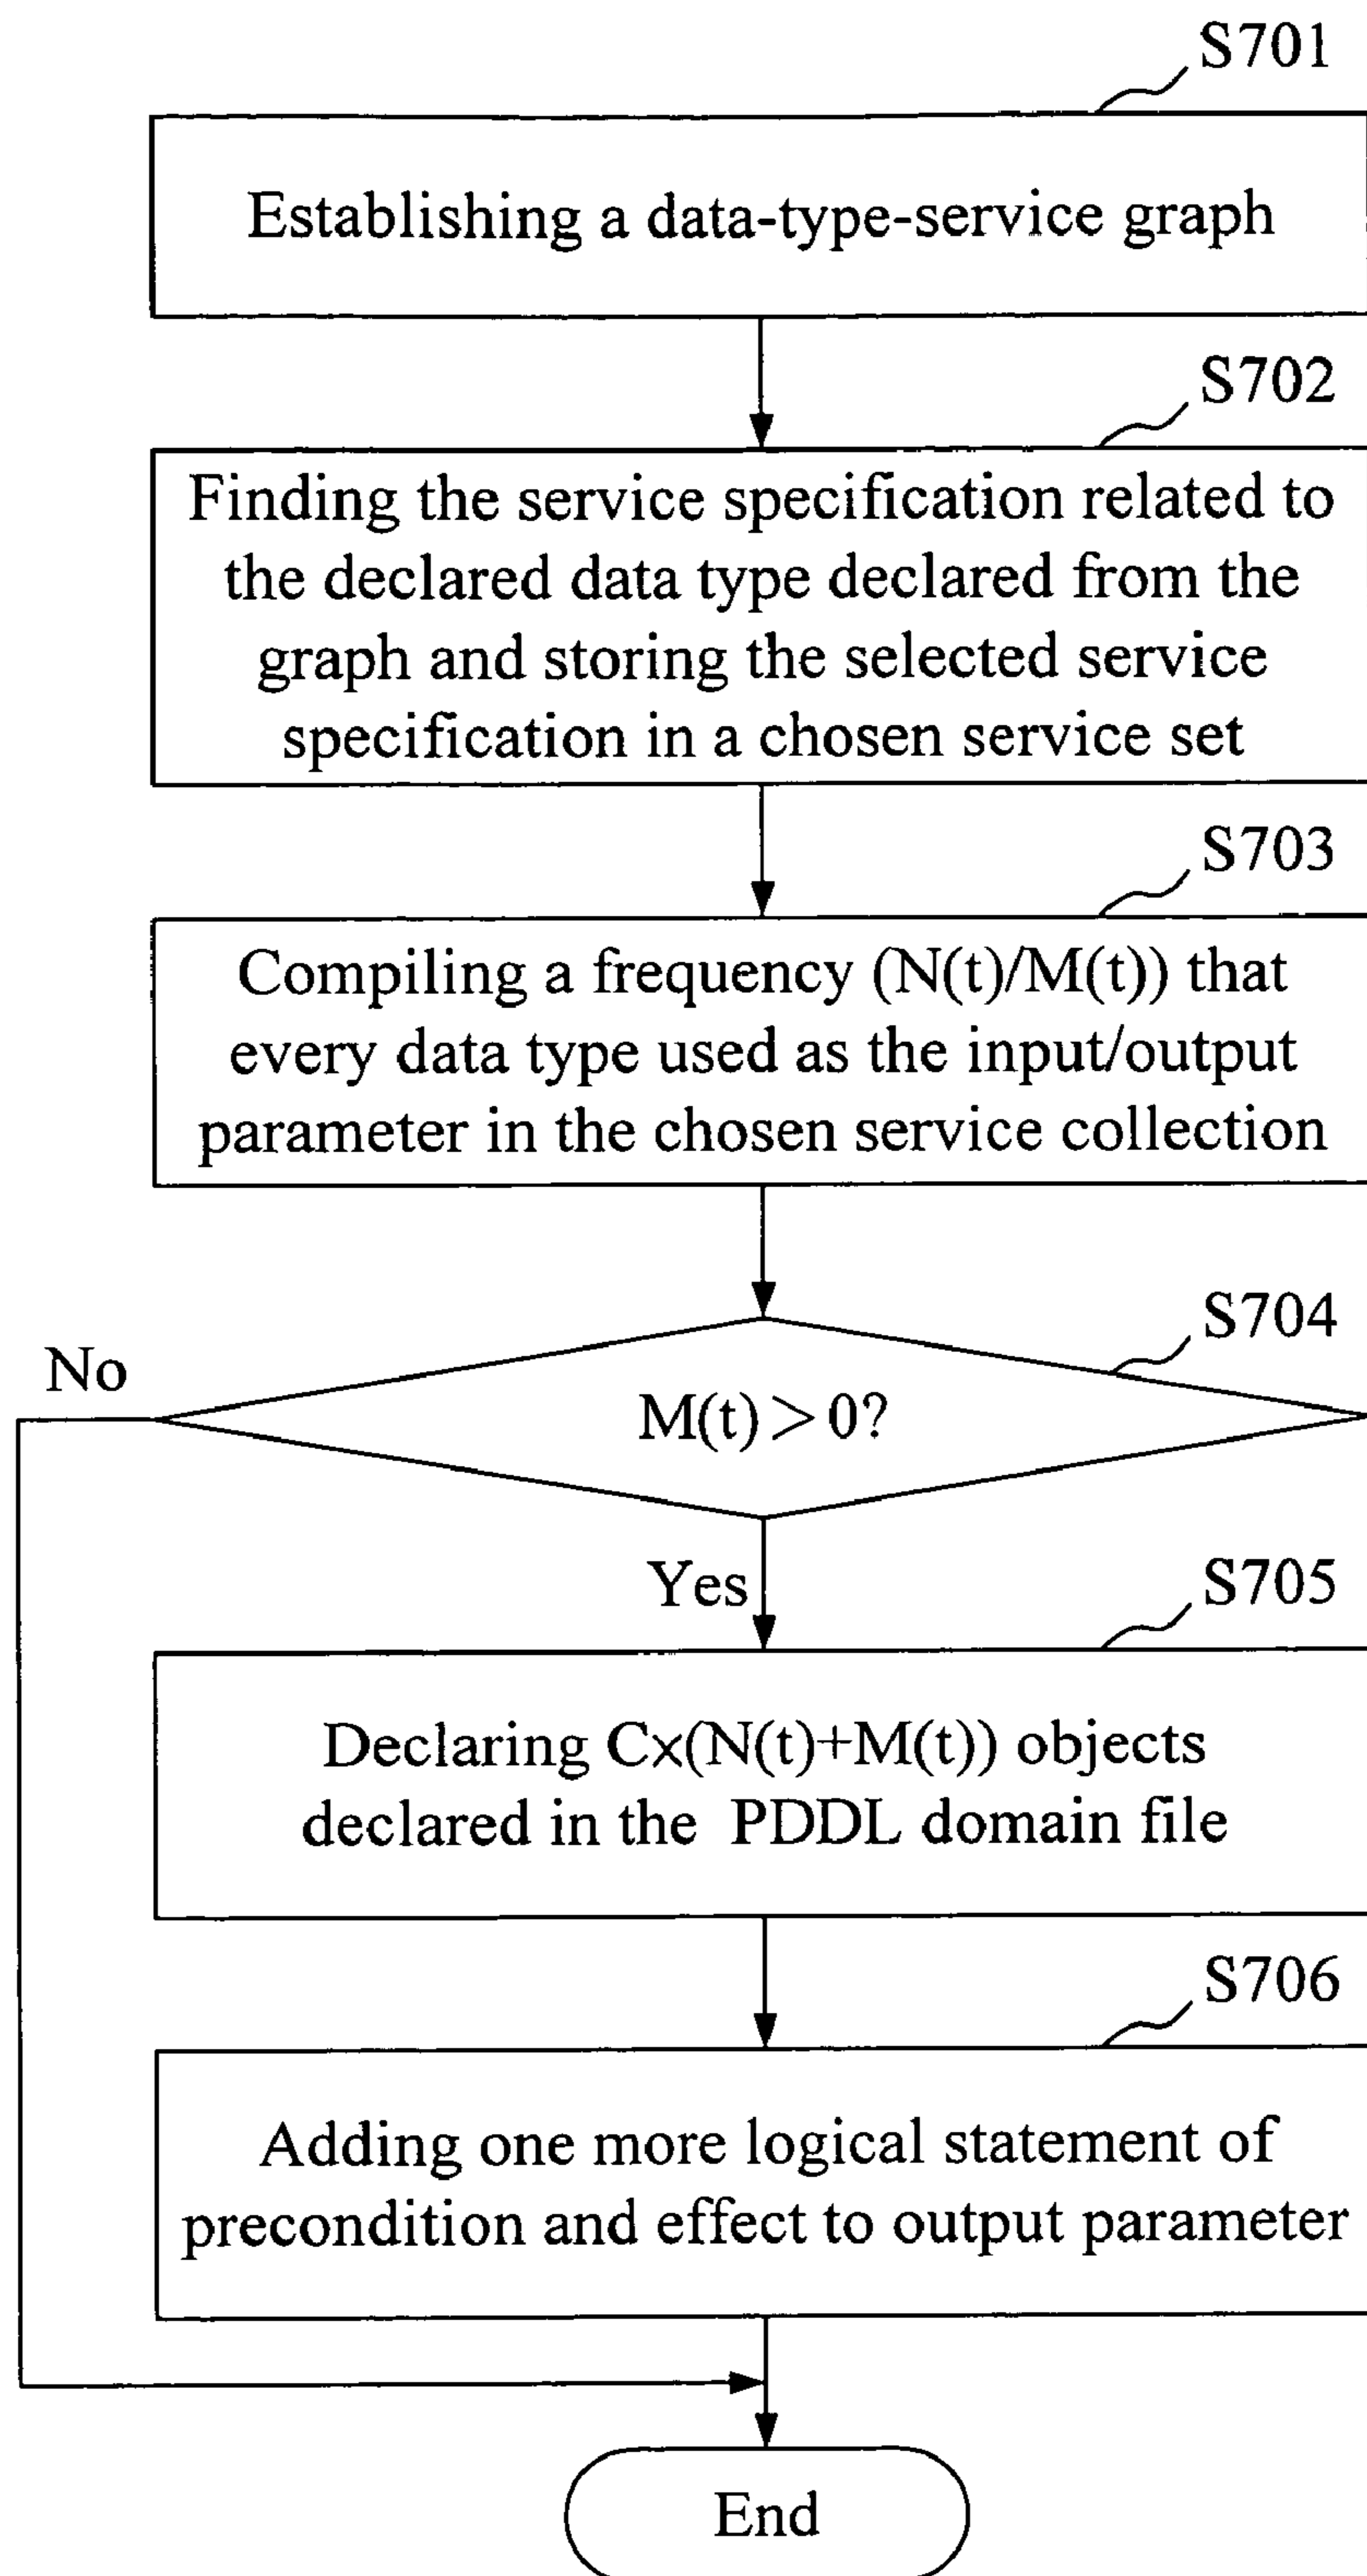 S701
Establishing a data-type-service graph
S702
Finding the service specification related to
the declared data type declared from the
graph and storing the selected service
specification in a chosen service set
S703
Compiling a frequency (N(t)/M(t)) that
every data type used as the input/output
parameter in the chosen service collection
S704
No
M(t)>0?
Yes
S705
Declaring C×(N(t)+M(t)) objects
declared in the PDDL domain file
S706
Adding one more logical statement of
precondition and effect to output parameter
End